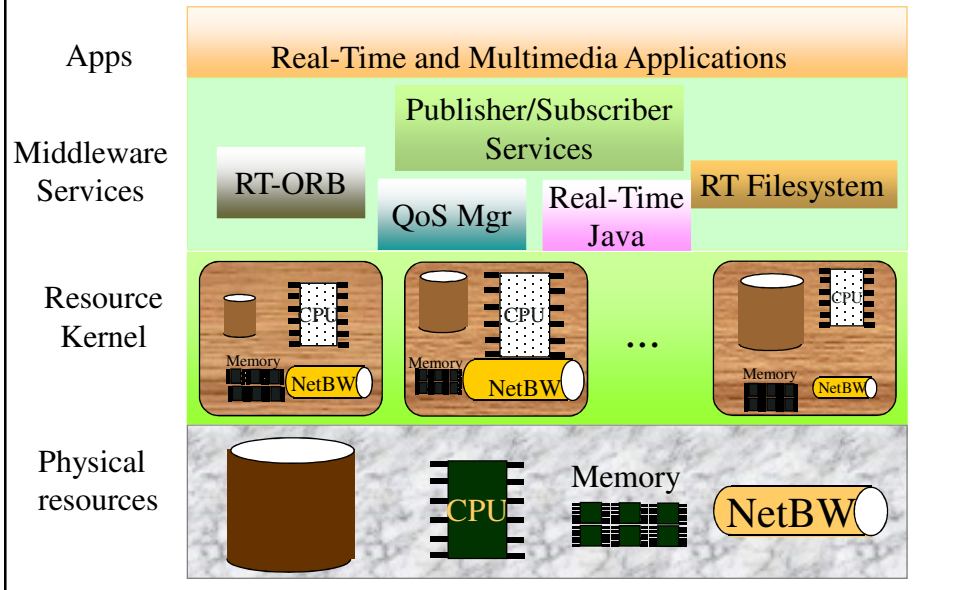 Apps
Real-Time and Multimedia Applications
Middleware
Services
Publisher/Subscriber
Services
RT-ORB
QoS Mgr
Real-Time
Java
RT Filesystem
Resource
Kernel
CPU
Memory
NetBW
CPU
Memory
NetBW
...
CPU
Memory
NetBW
Physical
resources
CPU
Memory
NetBW